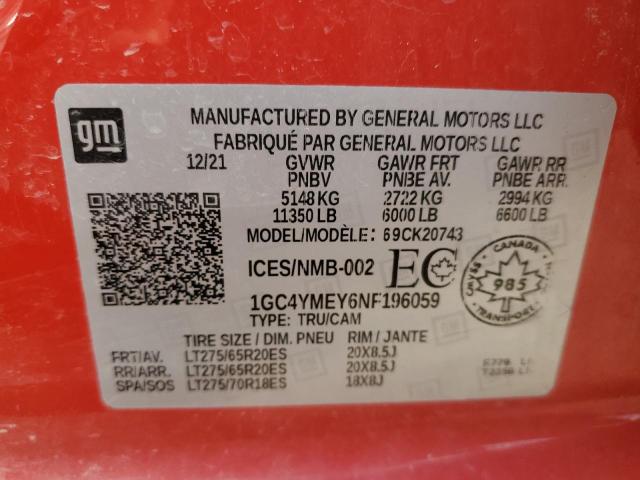 gm
MANUFACTURED BY GENERAL MOTORS LLC
FABRIQUÉ PAR GENERAL MOTORS LLC
12/21 GVWR GAWR FRT GAWR RR
PNBV PNBE AV. PNBE ARR.
5148 KG 2722 KG 2994 KG
11350 LB 6000 LB 6600 LB
MODEL/MODÈLE: 69CK20743
ICES/NMB-002 EC
CANADA
CMVSS 985
TRANSPORT
1GC4YMEY6NF196059
TYPE: TRU/CAM
TIRE SIZE / DIM. PNEU RIM / JANTE
FRT/AV. LT275/65R20ES 20X8.5J
RR/ARR. LT275/65R20ES 20X8.5J
SPA/SOS LT275/70R18ES 18X8J